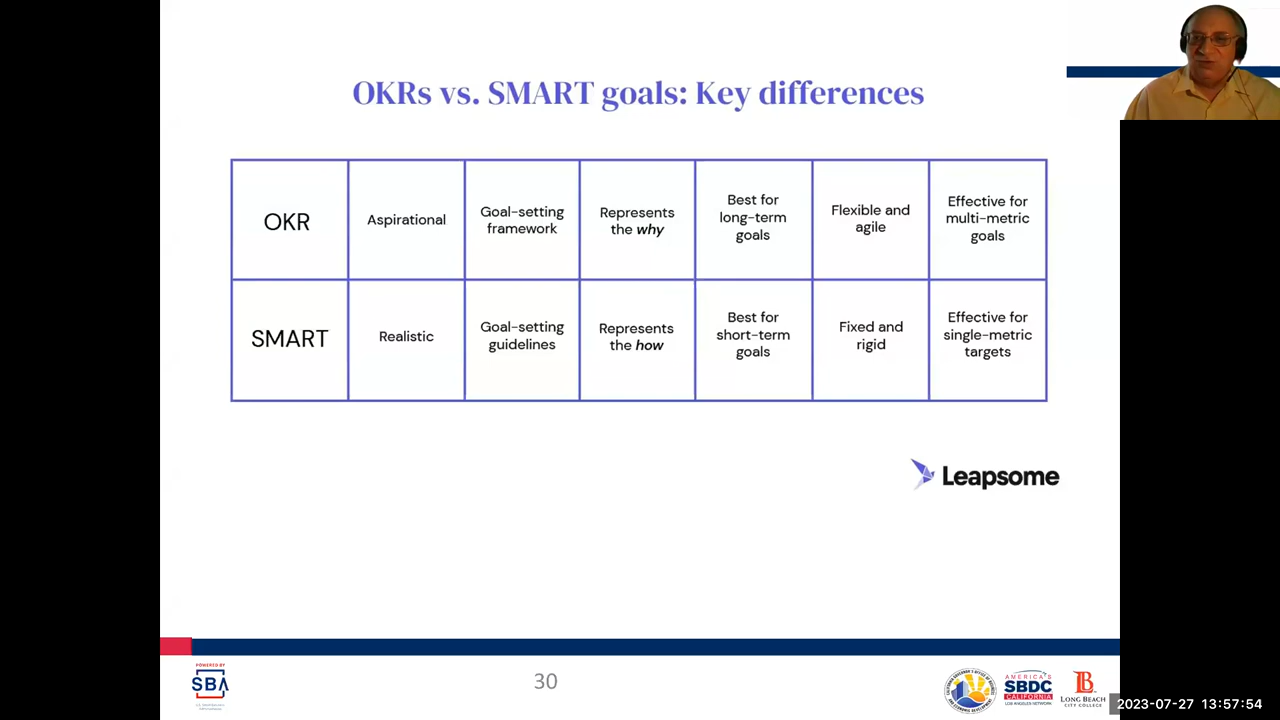 OKRs vs. SMART goals: Key differences
OKR
Aspirational
Goal-setting
framework
Represents
the why
Best for
long-term
goals
Flexible and
agile
Effective for
multi-metric
goals
SMART
Realistic
Goal-setting
guidelines
Represents
the how
Best for
short-term
goals
Fixed and
rigid
Effective for
single-metric
targets
Leapsome
POWERED BY
SBA
30
AMERICA'S
SBDC
CALIFORNIA
LOS ANGELES NETWORK
LONG BEACH
CITY COLLEGE
2023-07-27 13:57:54